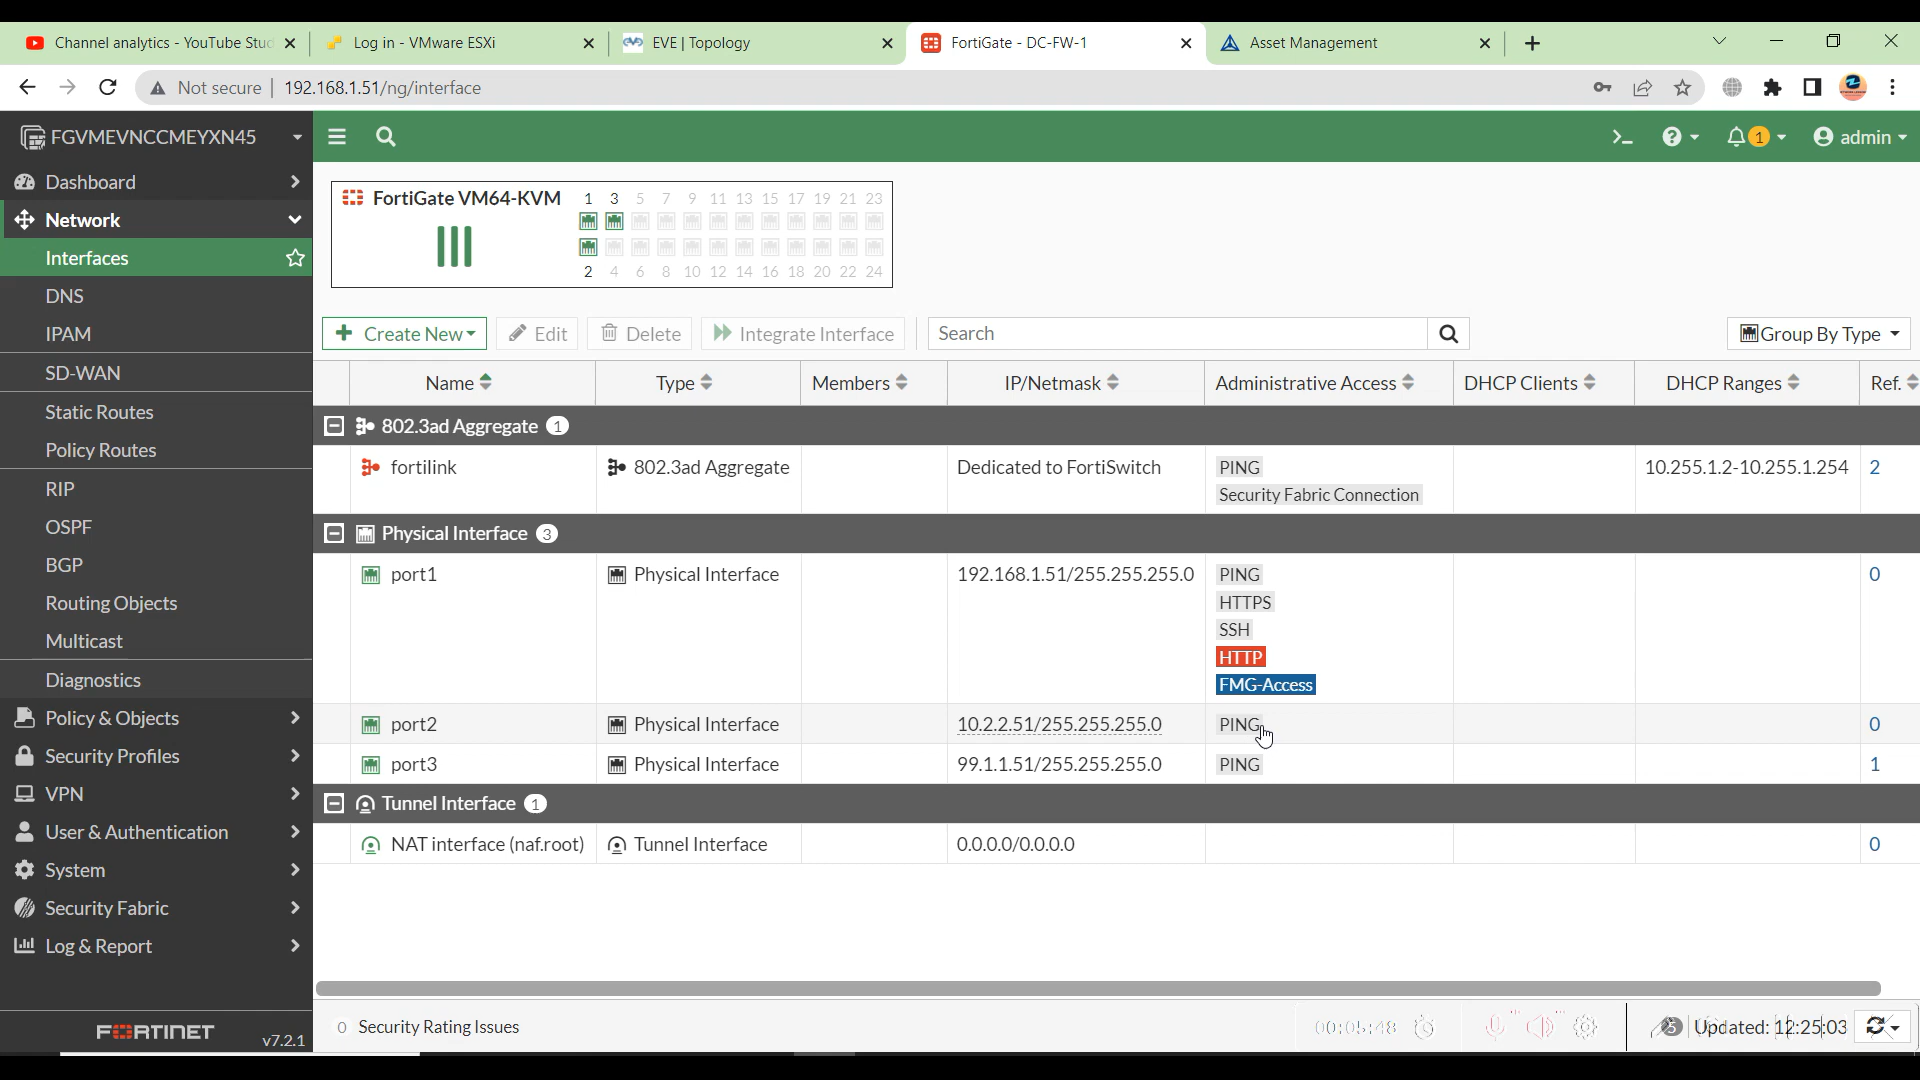 Channel analytics - YouTube Stud
Log in - VMware ESXi
EVE | Topology
FortiGate - DC-FW-1
Asset Management
Not secure
192.168.1.51/ng/interface
FGVMEVNCCMEYXN45
1
admin
Dashboard
Network
Interfaces
DNS
IPAM
SD-WAN
Static Routes
Policy Routes
RIP
OSPF
BGP
Routing Objects
Multicast
Diagnostics
Policy & Objects
Security Profiles
VPN
User & Authentication
System
Security Fabric
Log & Report
FORTINET
v7.2.1
FortiGate VM64-KVM
1 3 5 7 9 11 13 15 17 19 21 23
2 4 6 8 10 12 14 16 18 20 22 24
Create New
Edit
Delete
Integrate Interface
Search
Group By Type
Name Type Members IP/Netmask Administrative Access DHCP Clients DHCP Ranges Ref.
802.3ad Aggregate 1
fortilink 802.3ad Aggregate Dedicated to FortiSwitch PING 10.255.1.2-10.255.1.254 2
Security Fabric Connection
Physical Interface 3
port1 Physical Interface 192.168.1.51/255.255.255.0 PING 0
HTTPS
SSH
HTTP
FMG-Access
port2 Physical Interface 10.2.2.51/255.255.255.0 PING 0
port3 Physical Interface 99.1.1.51/255.255.255.0 PING 1
Tunnel Interface 1
NAT interface (naf.root) Tunnel Interface 0.0.0.0/0.0.0.0 0
0 Security Rating Issues
00:05:48
5
Updated: 12:25:03